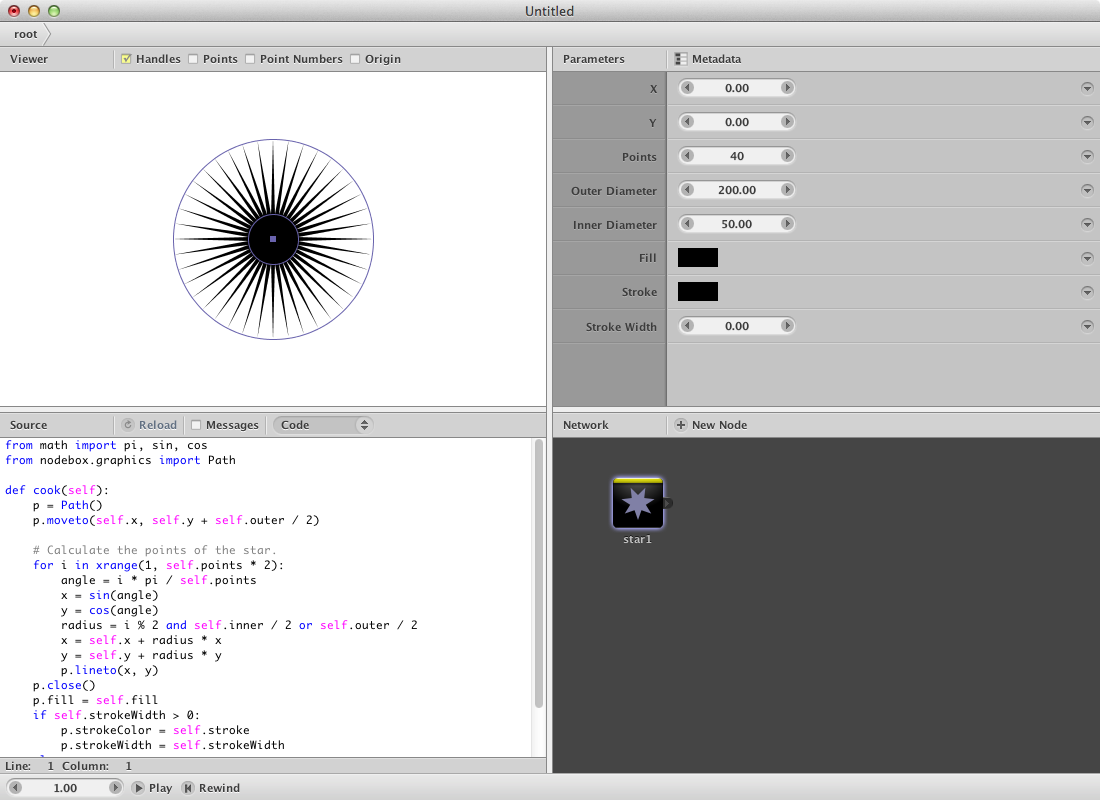 Untitled
root
Viewer Handles Points Point Numbers Origin
Parameters Metadata
X 0.00
Y 0.00
Points 40
Outer Diameter 200.00
Inner Diameter 50.00
Fill
Stroke
Stroke Width 0.00
Source Reload Messages Code
from math import pi, sin, cos
from nodebox.graphics import Path
def cook(self):
    p = Path()
    p.moveto(self.x, self.y + self.outer / 2)
    # Calculate the points of the star.
    for i in xrange(1, self.points * 2):
        angle = i * pi / self.points
        x = sin(angle)
        y = cos(angle)
        radius = i % 2 and self.inner / 2 or self.outer / 2
        x = self.x + radius * x
        y = self.y + radius * y
        p.lineto(x, y)
    p.close()
    p.fill = self.fill
    if self.strokeWidth > 0:
        p.strokeColor = self.stroke
        p.strokeWidth = self.strokeWidth
Line: 1 Column: 1
Network New Node
star1
1.00 Play Rewind